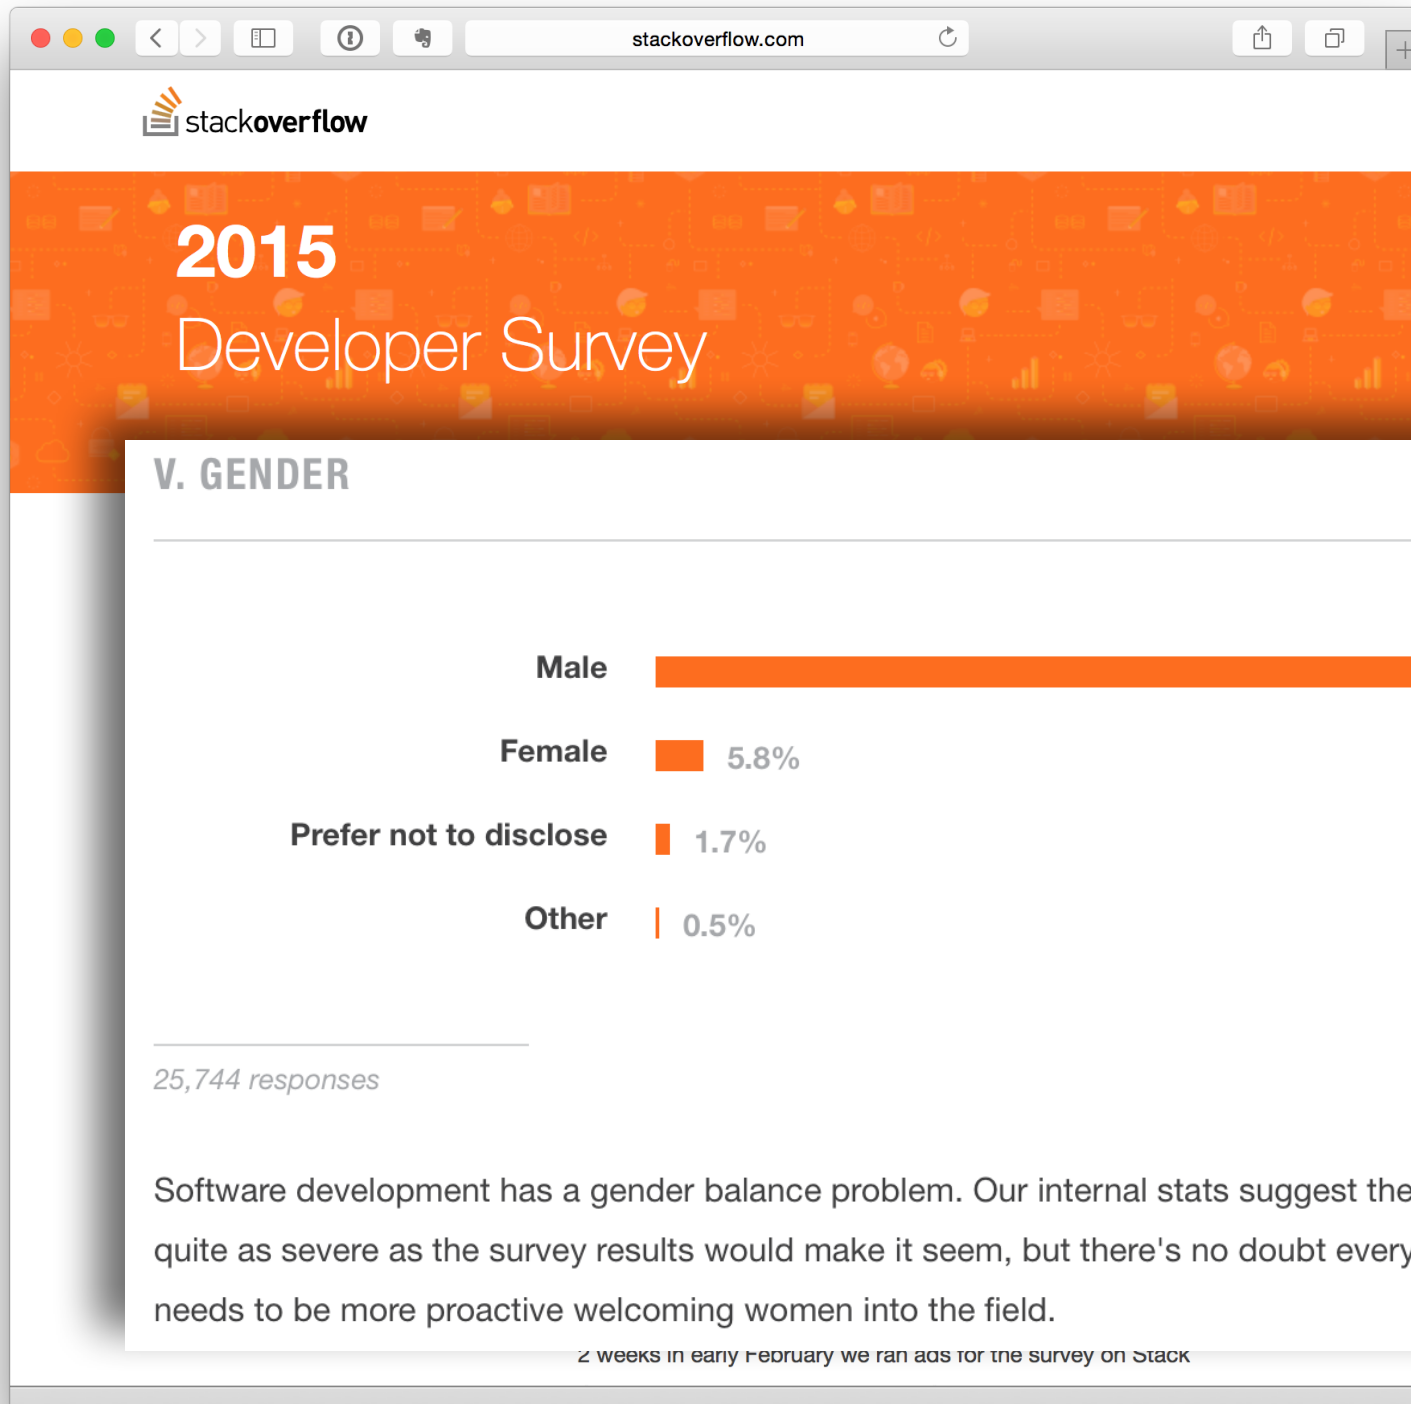 stackoverflow.com
stackoverflow
2015
Developer Survey
V. GENDER
Male
Female 5.8%
Prefer not to disclose 1.7%
Other 0.5%
25,744 responses
Software development has a gender balance problem. Our internal stats suggest the
quite as severe as the survey results would make it seem, but there's no doubt every
needs to be more proactive welcoming women into the field.
2 weeks in early February we ran ads for the survey on Stack